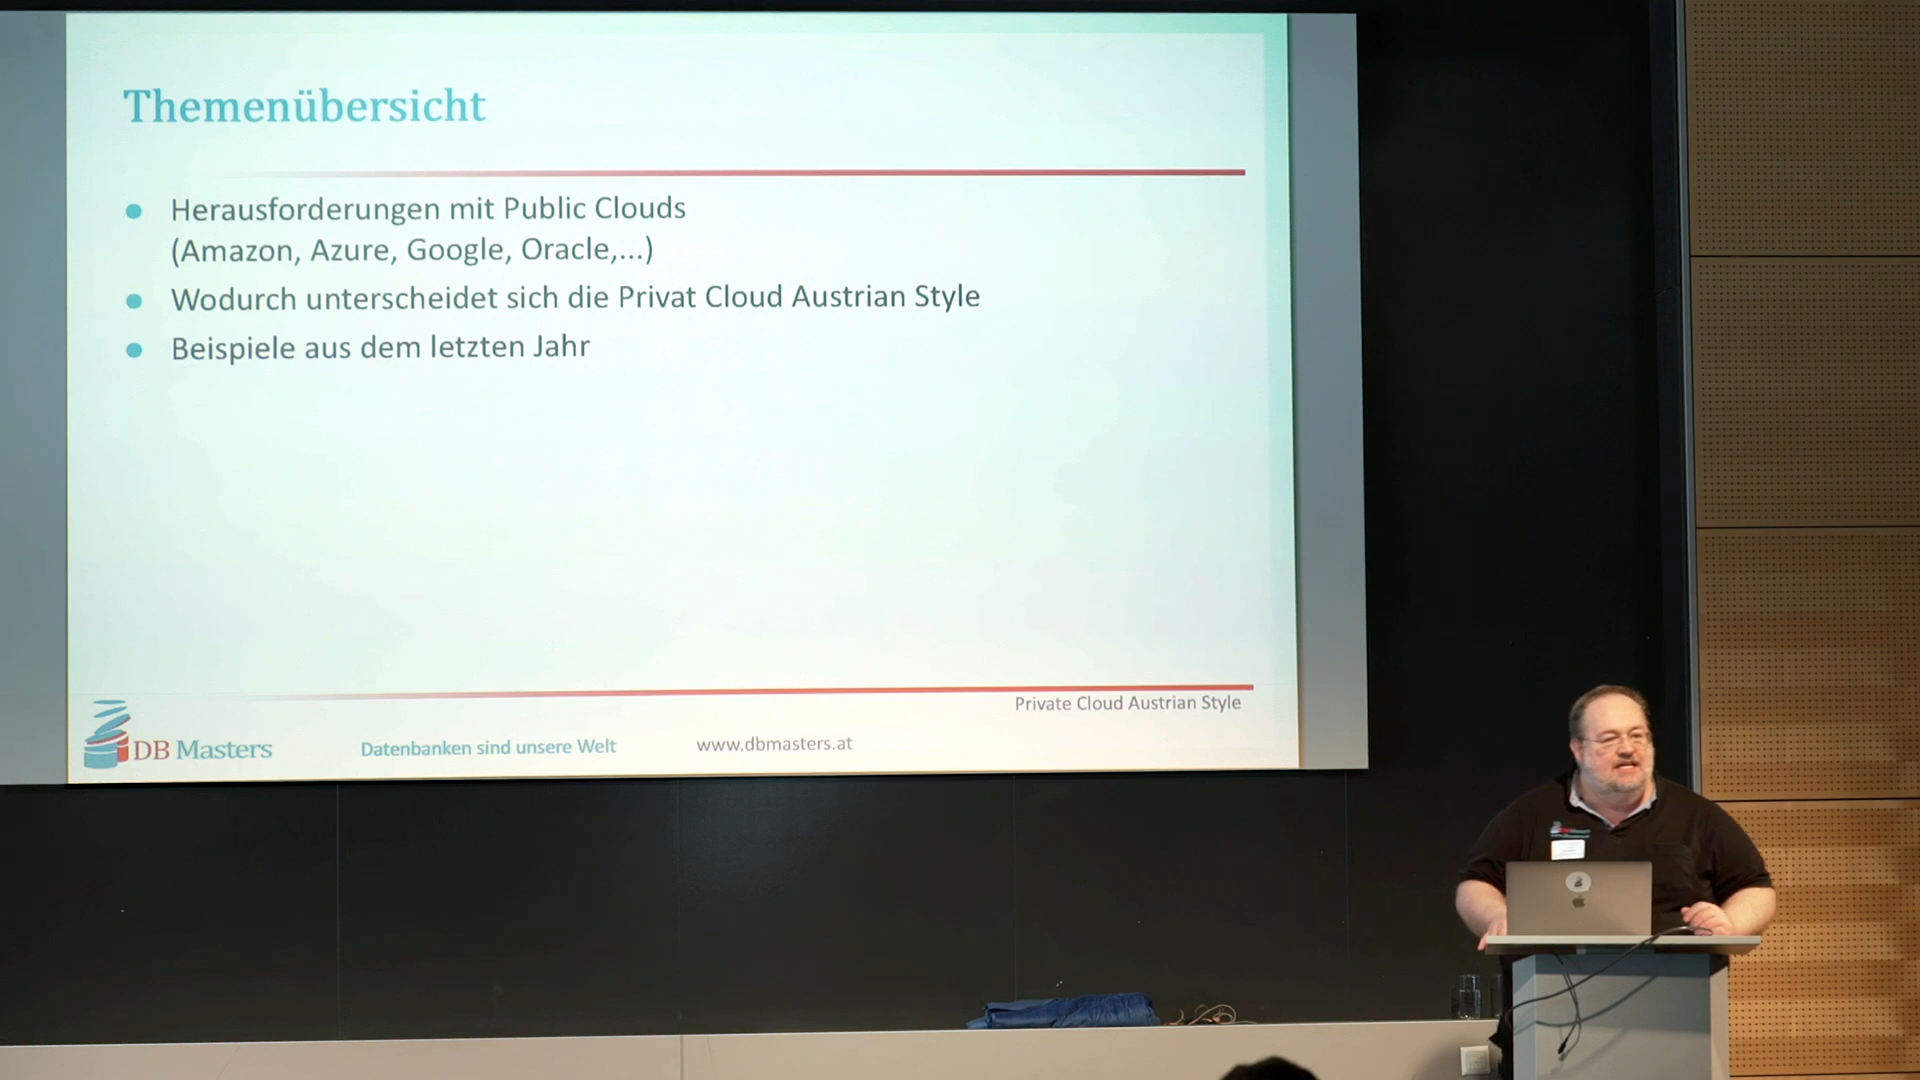 Themenübersicht
Herausforderungen mit Public Clouds
(Amazon, Azure, Google, Oracle,...)
Wodurch unterscheidet sich die Privat Cloud Austrian Style
Beispiele aus dem letzten Jahr
Private Cloud Austrian Style
DB Masters
Datenbanken sind unsere Welt
www.dbmasters.at